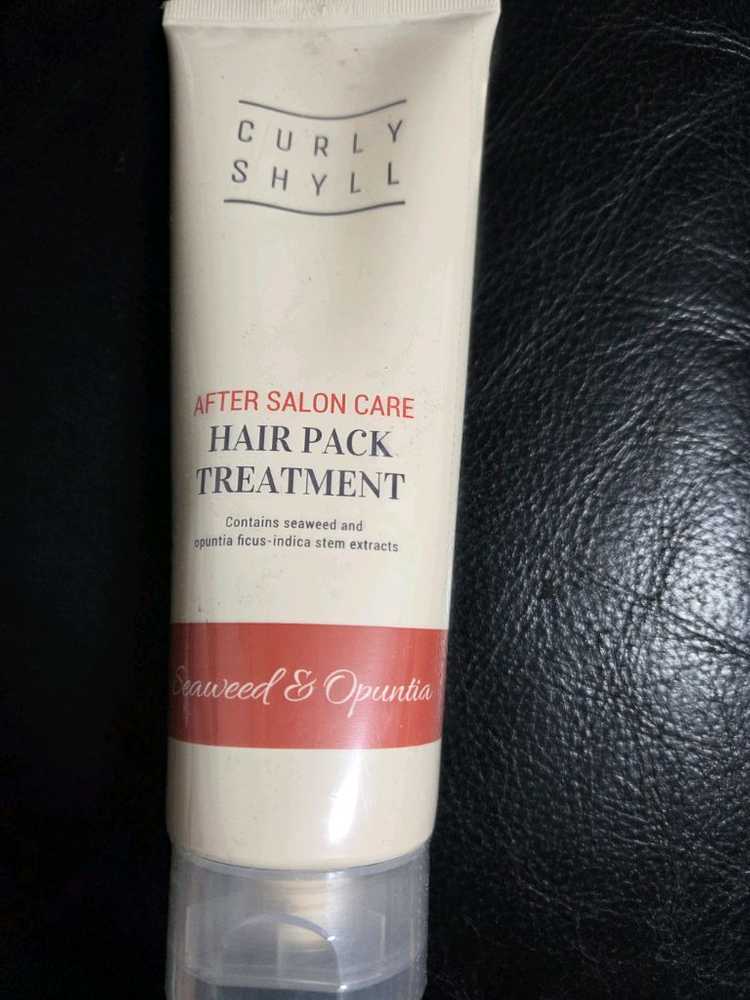 CURLY
SHYLL
AFTER SALON CARE
HAIR PACK
TREATMENT
Contains seaweed and
opuntia ficus-indica stem extracts
Seaweed & Opuntia